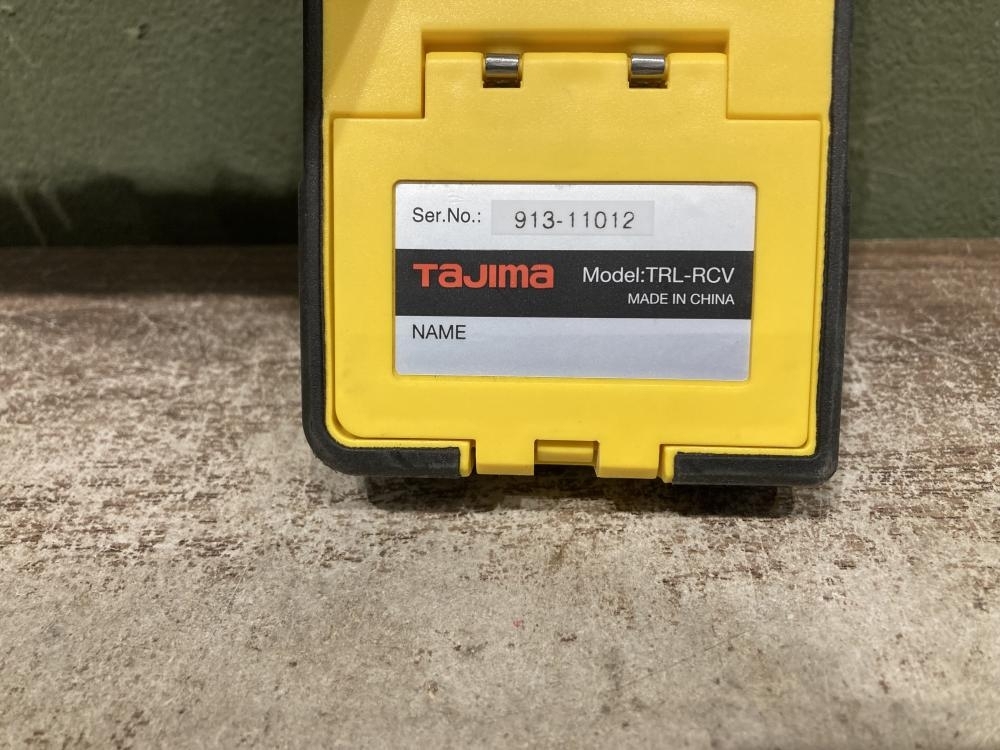 Ser.No.: 913-11012
TAJIMA Model:TRL-RCV
MADE IN CHINA
NAME